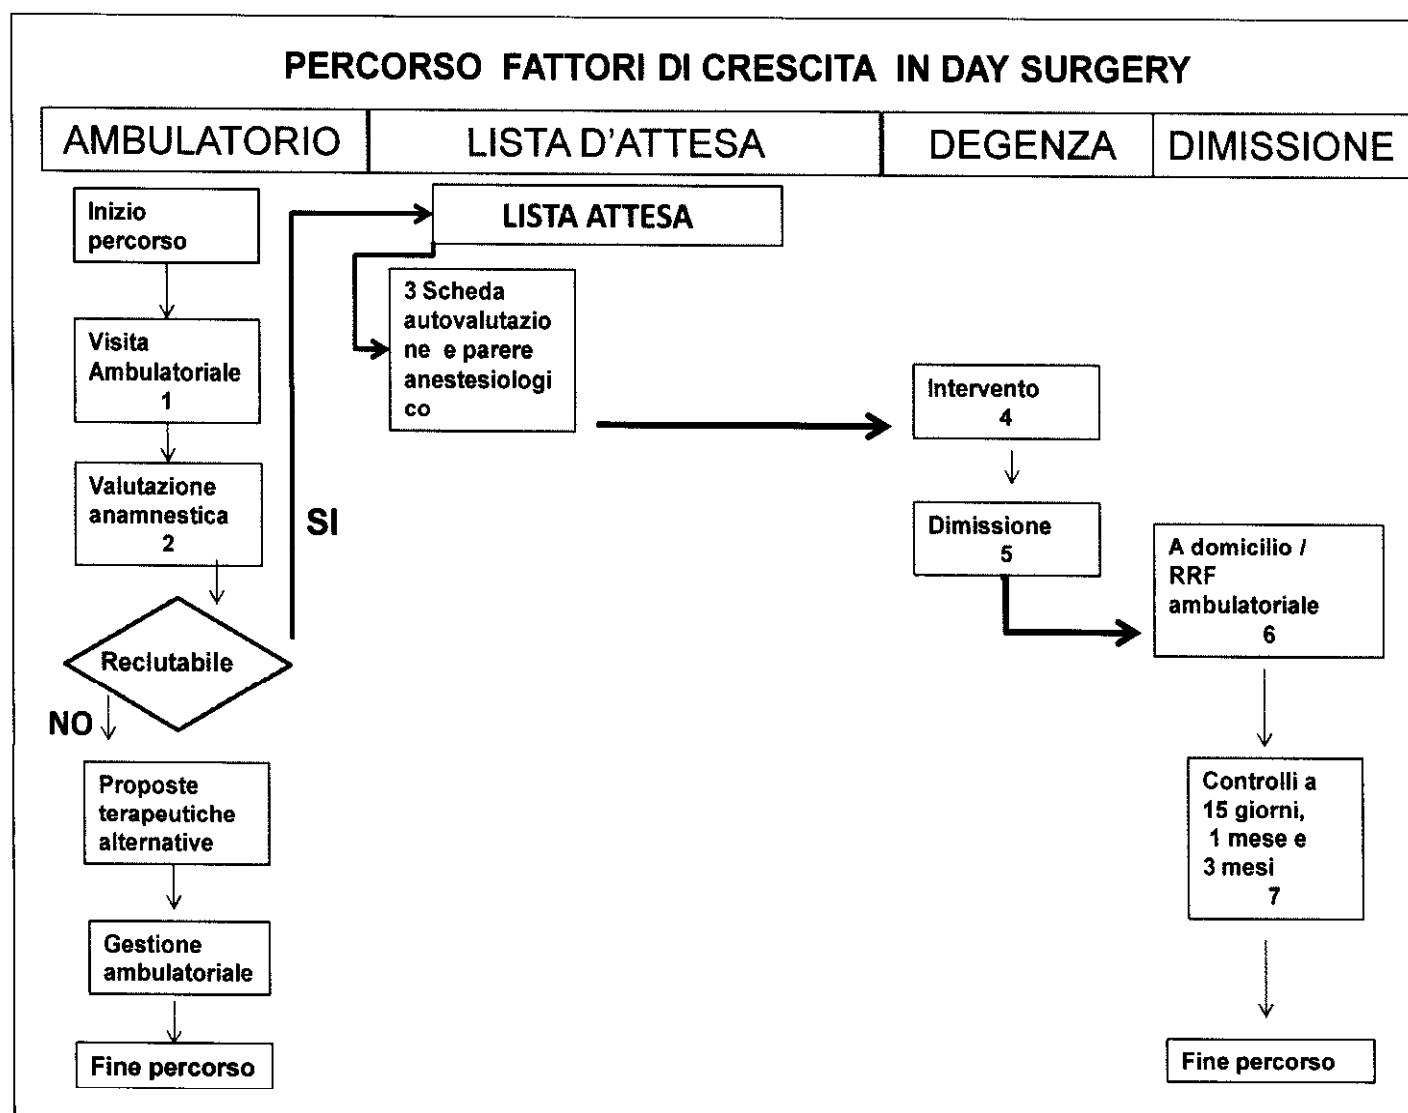 PERCORSO FATTORI DI CRESCITA IN DAY SURGERY
AMBULATORIO
LISTA D'ATTESA
DEGENZA
DIMISSIONE
Inizio
percorso
Visita
Ambulatoriale
1
Valutazione
anamnestica
2
Reclutabile
SI
NO
Proposte
terapeutiche
alternative
Gestione
ambulatoriale
Fine percorso
LISTA ATTESA
3 Scheda
autovalutazio
ne e parere
anestesiologi
co
Intervento
4
Dimissione
5
A domicilio /
RRF
ambulatoriale
6
Controlli a
15 giorni,
1 mese e
3 mesi
7
Fine percorso